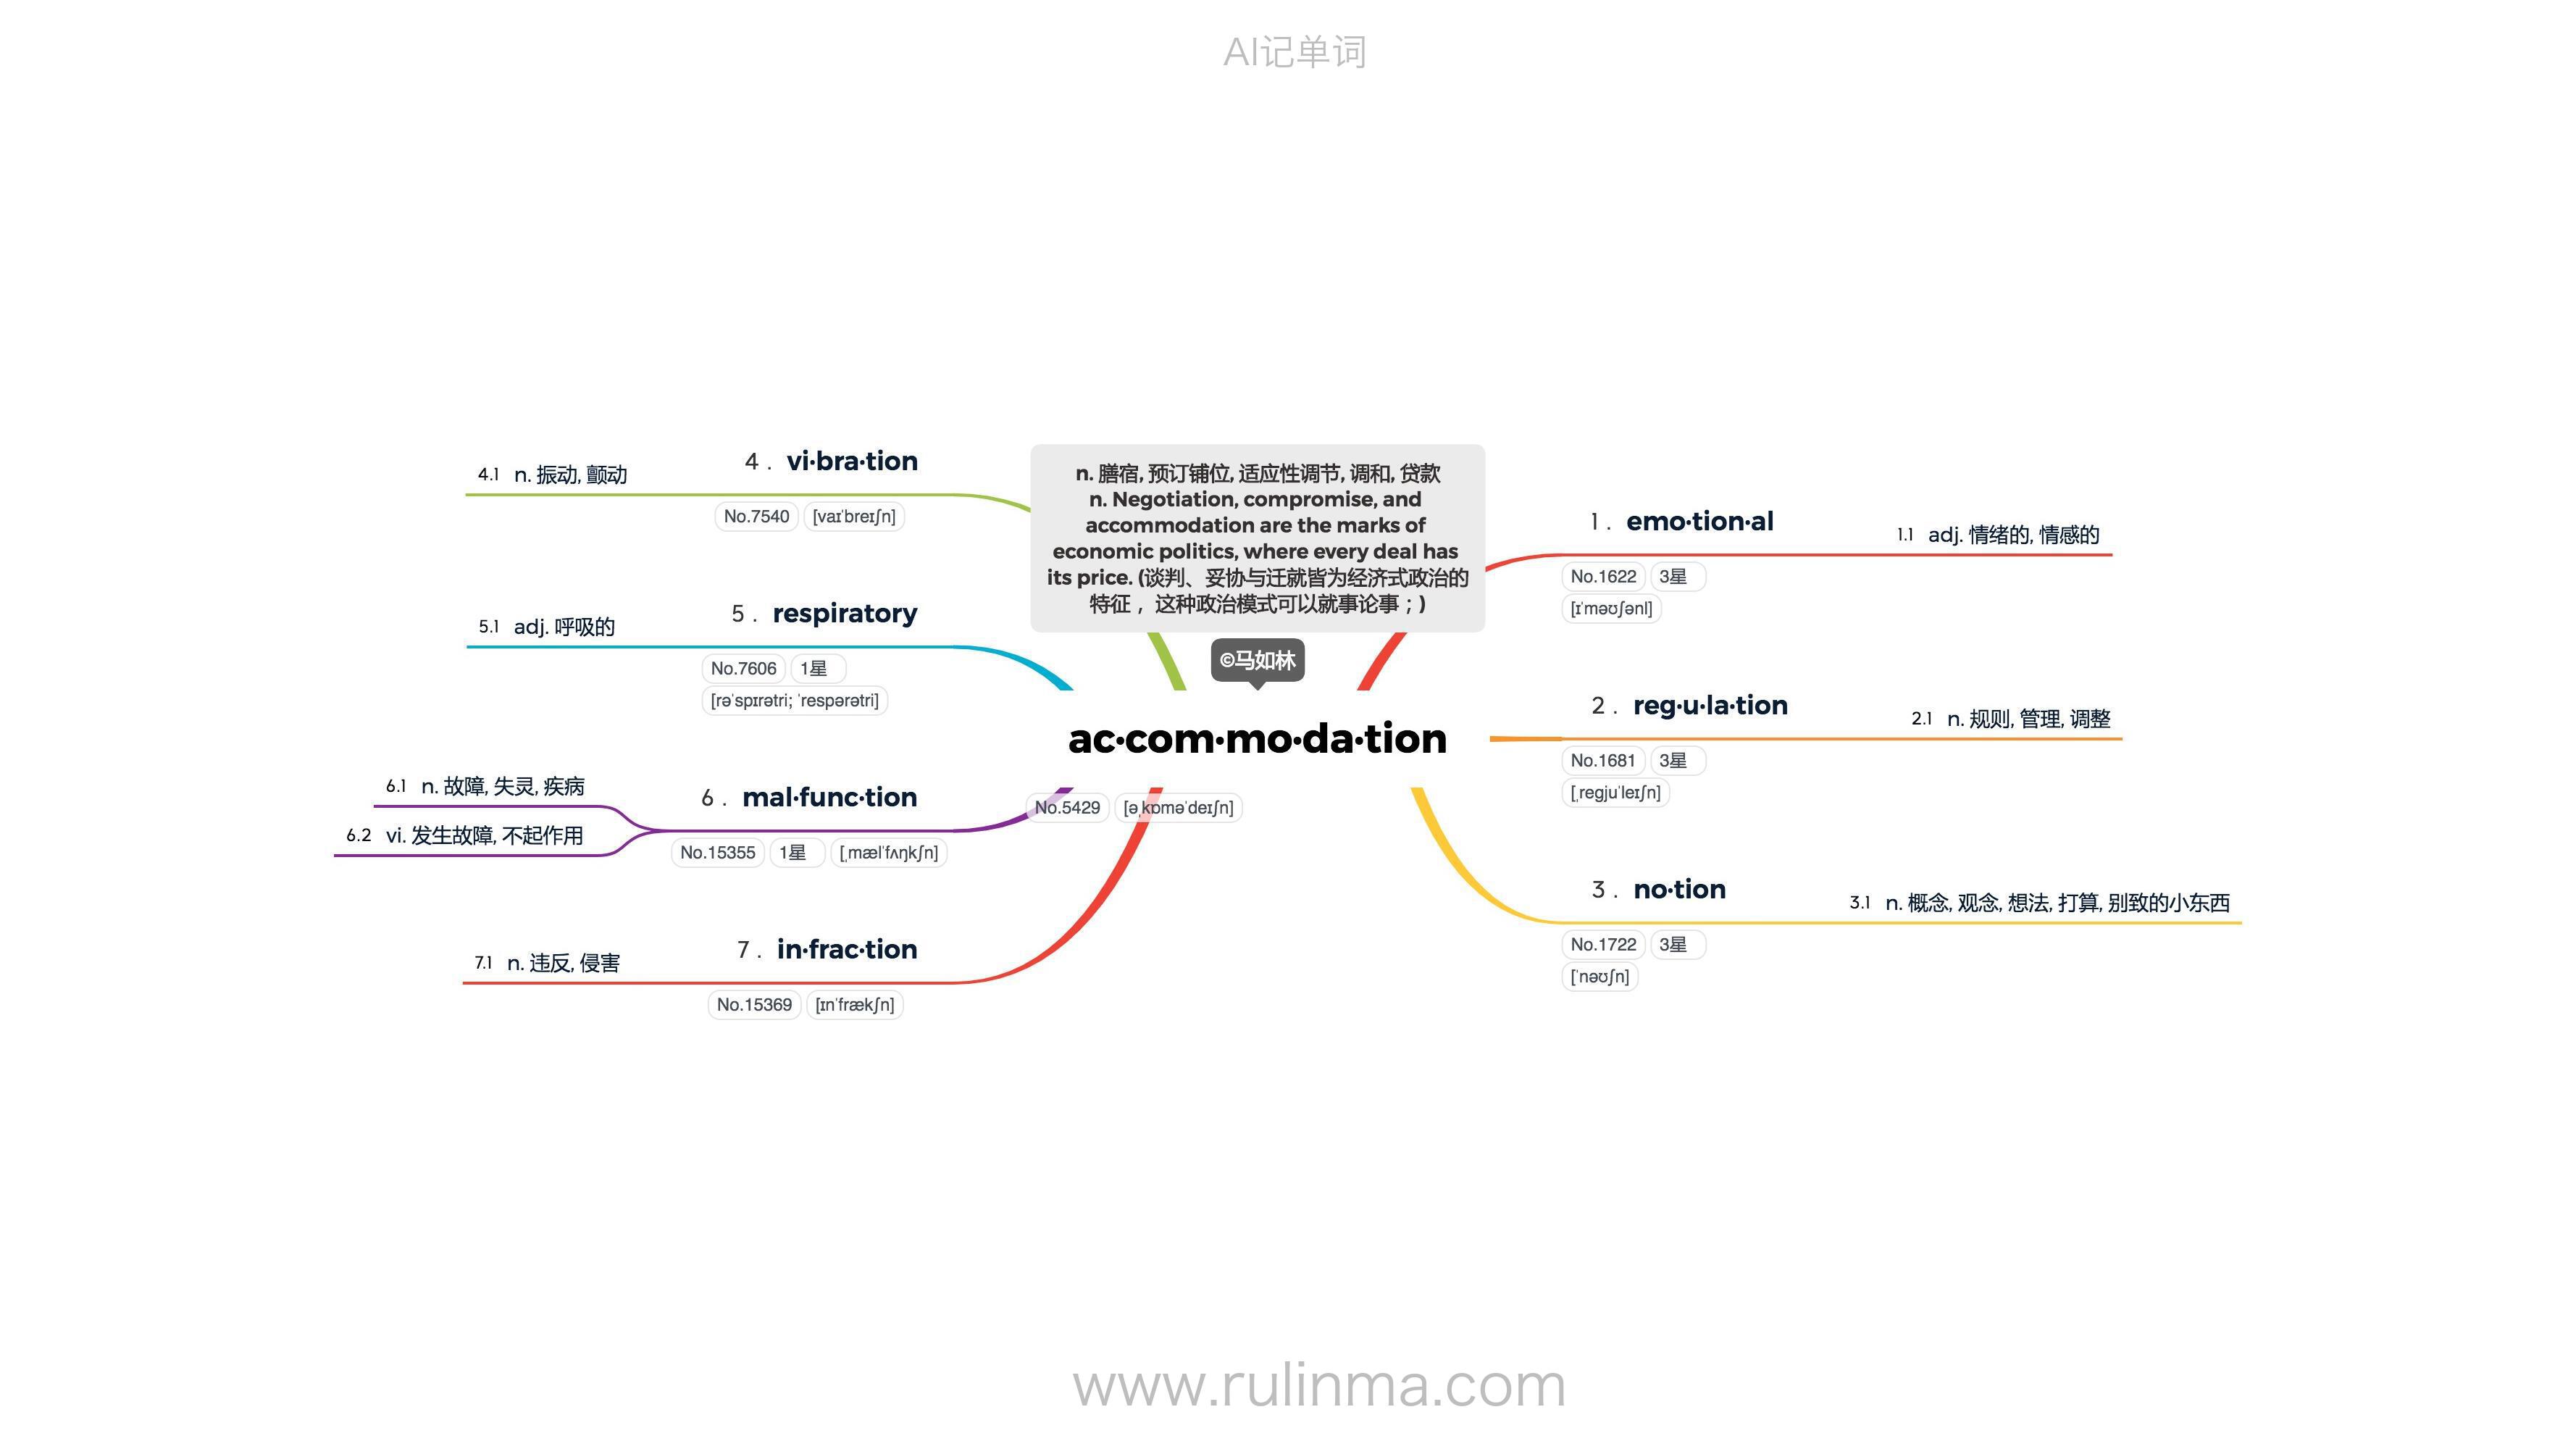 AI记单词
n. 膳宿, 预订铺位, 适应性调节, 调和, 贷款
n. Negotiation, compromise, and
accommodation are the marks of
economic politics, where every deal has
its price. (谈判、妥协与迁就皆为经济式政治的
特征， 这种政治模式可以就事论事；)
©马如林
ac·com·mo·da·tion
No.5429 [əˌkɒməˈdeɪʃn]
1. emo·tion·al
1.1 adj. 情绪的, 情感的
No.1622 3星
[ɪˈməʊʃənl]
2. reg·u·la·tion
2.1 n. 规则, 管理, 调整
No.1681 3星
[ˌregjuˈleɪʃn]
3. no·tion
3.1 n. 概念, 观念, 想法, 打算, 别致的小东西
No.1722 3星
[ˈnəʊʃn]
4. vi·bra·tion
4.1 n. 振动, 颤动
No.7540 [vaɪˈbreɪʃn]
5. respiratory
5.1 adj. 呼吸的
No.7606 1星
[rəˈspɪrətri; ˈrespərətri]
6. mal·func·tion
6.1 n. 故障, 失灵, 疾病
6.2 vi. 发生故障, 不起作用
No.15355 1星 [ˌmælˈfʌŋkʃn]
7. in·frac·tion
7.1 n. 违反, 侵害
No.15369 [ɪnˈfrækʃn]
www.rulinma.com